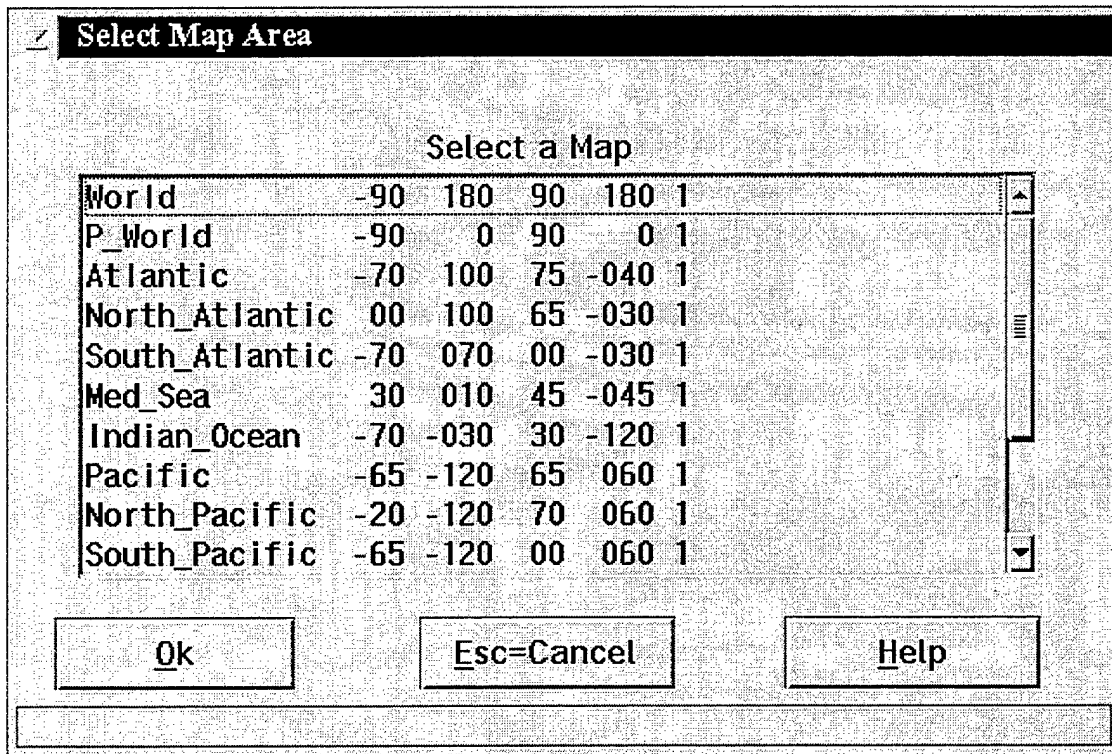 Select Map Area
Select a Map
World -90 180 90 180 1
P_World -90 0 90 0 1
Atlantic -70 100 75 -040 1
North_Atlantic 00 100 65 -030 1
South_Atlantic -70 070 00 -030 1
Med_Sea 30 010 45 -045 1
Indian_Ocean -70 -030 30 -120 1
Pacific -65 -120 65 060 1
North_Pacific -20 -120 70 060 1
South_Pacific -65 -120 00 060 1
Ok Esc=Cancel Help